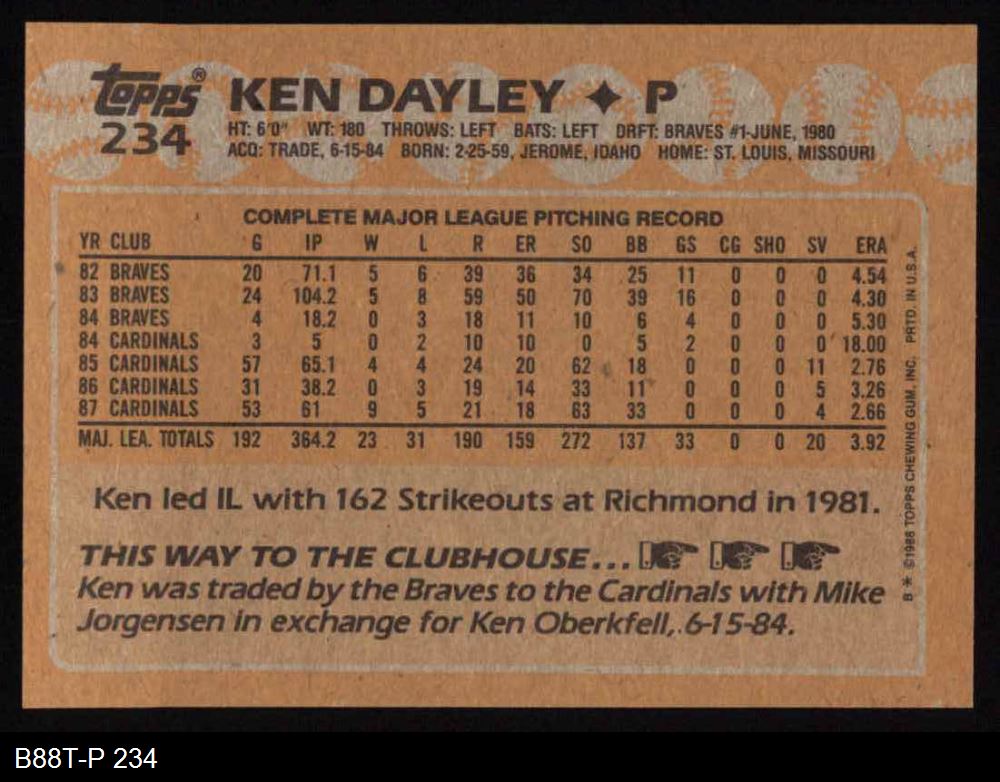 topps® KEN DAYLEY ✦ P
234
HT: 6'0" WT: 180 THROWS: LEFT BATS: LEFT DRFT: BRAVES #1-JUNE, 1980
ACQ: TRADE, 6-15-84 BORN: 2-25-59, JEROME, IDAHO HOME: ST. LOUIS, MISSOURI
COMPLETE MAJOR LEAGUE PITCHING RECORD
YR CLUB G IP W L R ER SO BB GS CG SHO SV ERA
82 BRAVES 20 71.1 5 6 39 36 34 25 11 0 0 0 4.54
83 BRAVES 24 104.2 5 8 59 50 70 39 16 0 0 0 4.30
84 BRAVES 4 18.2 0 3 18 11 10 6 4 0 0 0 5.30
84 CARDINALS 3 5 0 2 10 10 0 5 2 0 0 0 18.00
85 CARDINALS 57 65.1 4 4 24 20 62 18 0 0 0 11 2.76
86 CARDINALS 31 38.2 0 3 19 14 33 11 0 0 0 5 3.26
87 CARDINALS 53 61 9 5 21 18 63 33 0 0 0 4 2.66
MAJ. LEA. TOTALS 192 364.2 23 31 190 159 272 137 33 0 0 20 3.92
Ken led IL with 162 Strikeouts at Richmond in 1981.
THIS WAY TO THE CLUBHOUSE...
Ken was traded by the Braves to the Cardinals with Mike
Jorgensen in exchange for Ken Oberkfell, 6-15-84.
B * ©1988 TOPPS CHEWING GUM, INC. PRTD. IN U.S.A.
B88T-P 234